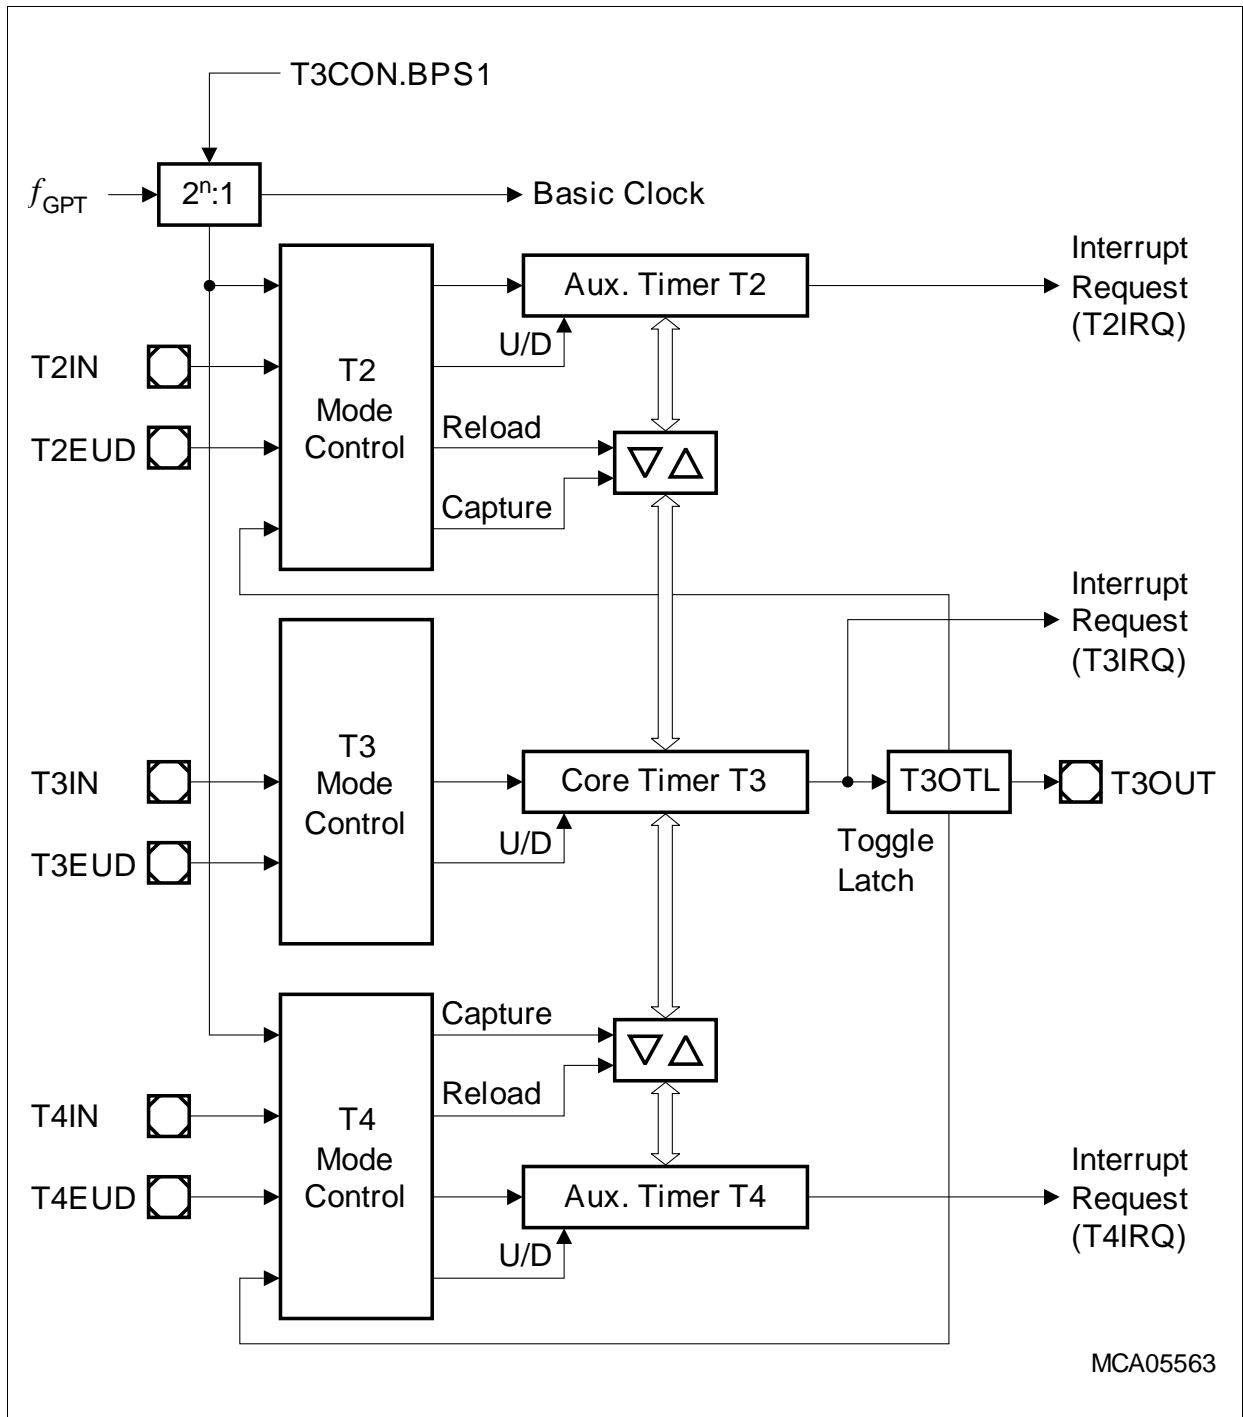 T3CON.BPS1
fGPT
2ⁿ:1
Basic Clock
Interrupt
Request
(T2IRQ)
Aux. Timer T2
U/D
T2IN
T2EUD
T2
Mode
Control
Reload
Capture
Interrupt
Request
(T3IRQ)
T3IN
T3EUD
T3
Mode
Control
Core Timer T3
U/D
T3OTL
T3OUT
Toggle
Latch
Capture
Reload
T4IN
T4EUD
T4
Mode
Control
Aux. Timer T4
U/D
Interrupt
Request
(T4IRQ)
MCA05563